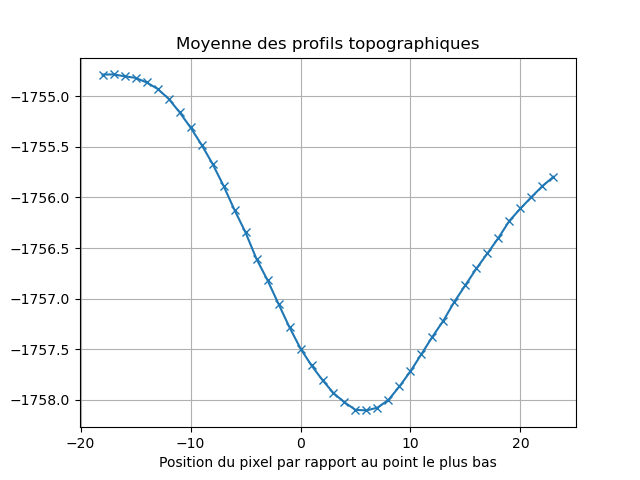 Moyenne des profils topographiques
−1755.0
−1755.5
−1756.0
−1756.5
−1757.0
−1757.5
−1758.0
−20 −10 0 10 20
Position du pixel par rapport au point le plus bas